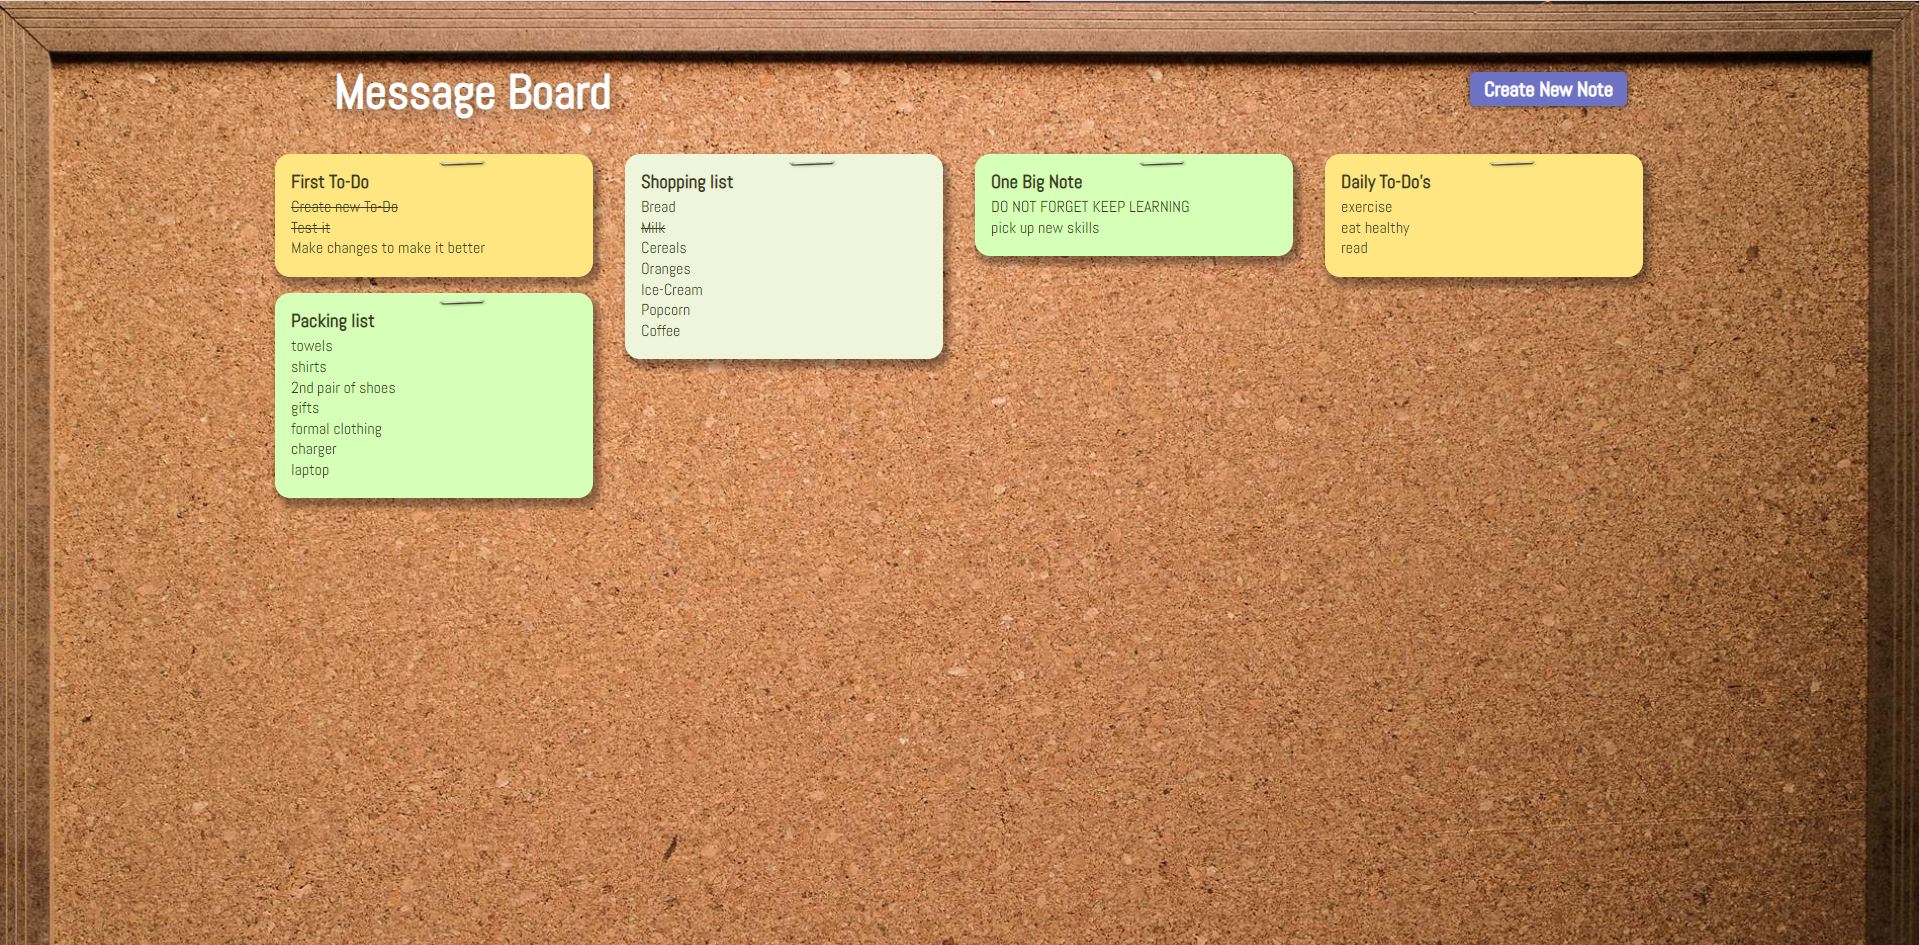 Message Board
Create New Note
First To-Do
Create new To-Do
Test it
Make changes to make it better
Shopping list
Bread
Milk
Cereals
Oranges
Ice-Cream
Popcorn
Coffee
One Big Note
DO NOT FORGET KEEP LEARNING
pick up new skills
Daily To-Do's
exercise
eat healthy
read
Packing list
towels
shirts
2nd pair of shoes
gifts
formal clothing
charger
laptop